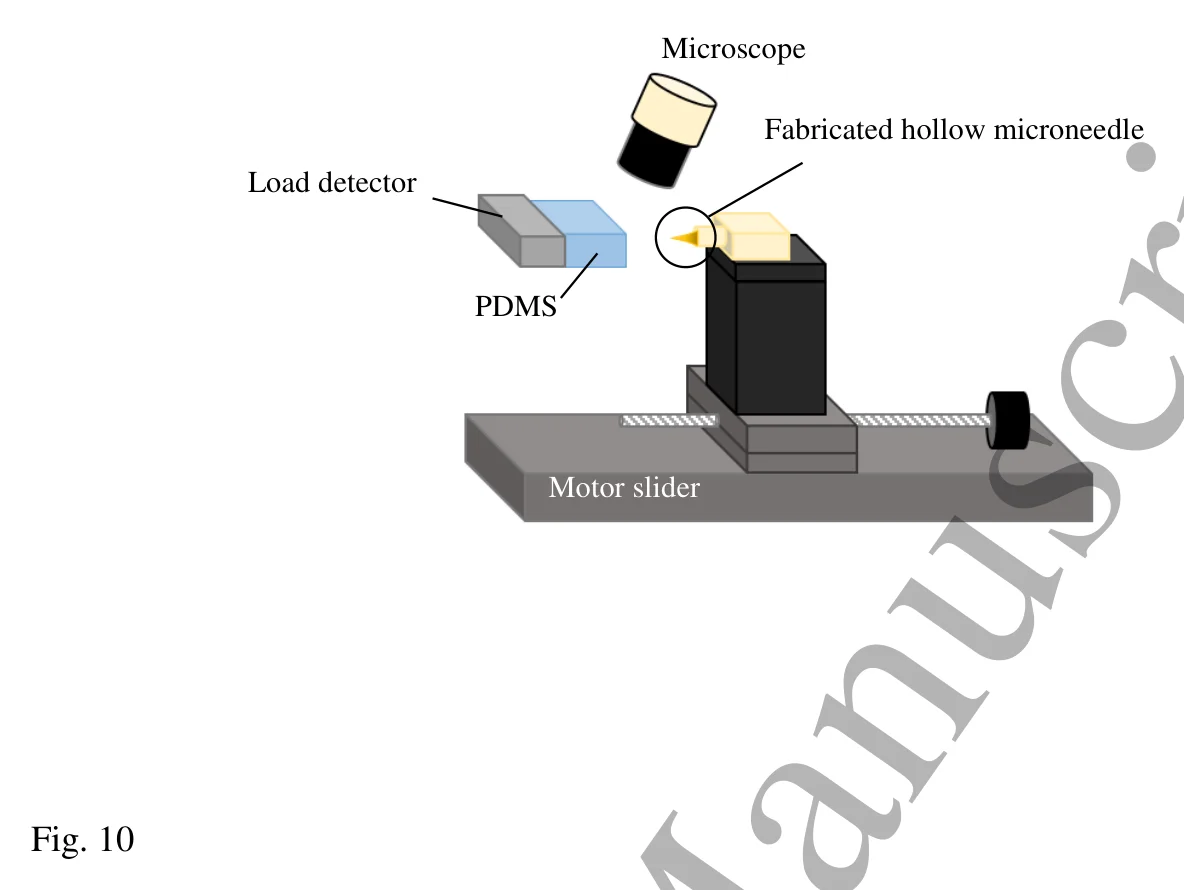 Microscope
Fabricated hollow microneedle
Load detector
PDMS
Motor slider
Fig. 10